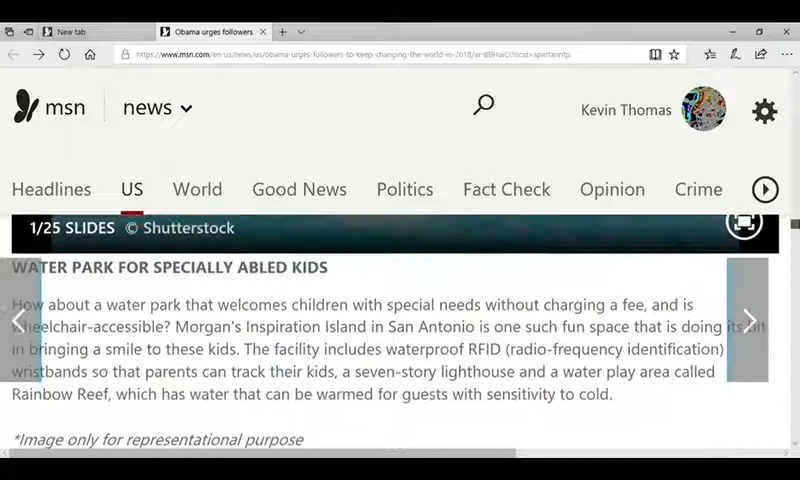 New tab
Obama urges followers
https://www.msn.com/en-us/news/us/obama-urges-followers-to-keep-changing-the-world-in-2018/ar-BBHuiCi?ocid=spartanntp
msn
news
Kevin Thomas
Headlines US World Good News Politics Fact Check Opinion Crime
1/25 SLIDES © Shutterstock
WATER PARK FOR SPECIALLY ABLED KIDS
How about a water park that welcomes children with special needs without charging a fee, and is
wheelchair-accessible? Morgan's Inspiration Island in San Antonio is one such fun space that is doing its bit
in bringing a smile to these kids. The facility includes waterproof RFID (radio-frequency identification)
wristbands so that parents can track their kids, a seven-story lighthouse and a water play area called
Rainbow Reef, which has water that can be warmed for guests with sensitivity to cold.
*Image only for representational purpose